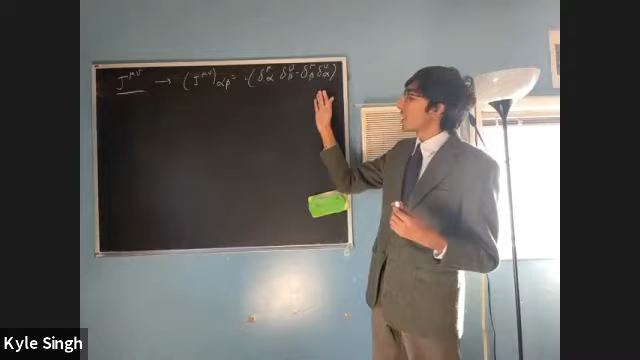 J^{μν} → (J^{μν})_{αβ} = i(δ^μ_α δ^ν_β - δ^μ_β δ^ν_α)
Kyle Singh